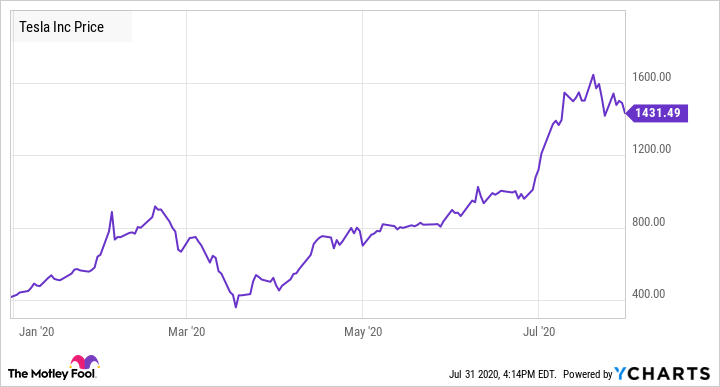 Tesla Inc Price
1600.00
1431.49
1200.00
800.00
400.00
Jan '20
Mar '20
May '20
Jul '20
The Motley Fool.
Jul 31 2020, 4:14PM EDT. Powered by YCHARTS